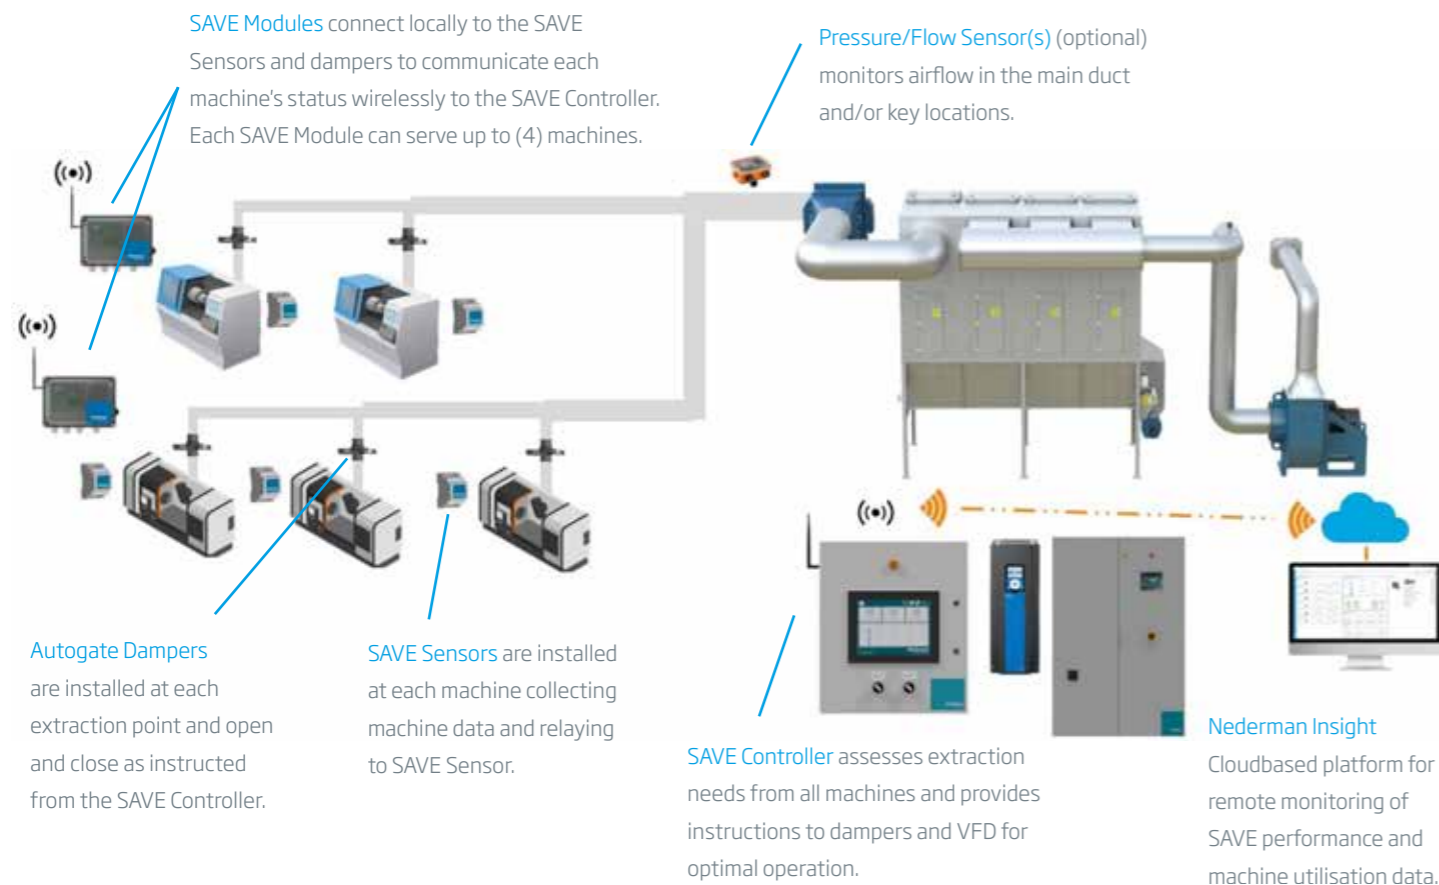 SAVE Modules connect locally to the SAVE
Sensors and dampers to communicate each
machine's status wirelessly to the SAVE Controller.
Each SAVE Module can serve up to (4) machines.
Pressure/Flow Sensor(s) (optional)
monitors airflow in the main duct
and/or key locations.
Autogate Dampers
are installed at each
extraction point and open
and close as instructed
from the SAVE Controller.
SAVE Sensors are installed
at each machine collecting
machine data and relaying
to SAVE Sensor.
SAVE Controller assesses extraction
needs from all machines and provides
instructions to dampers and VFD for
optimal operation.
Nederman Insight
Cloudbased platform for
remote monitoring of
SAVE performance and
machine utilisation data.